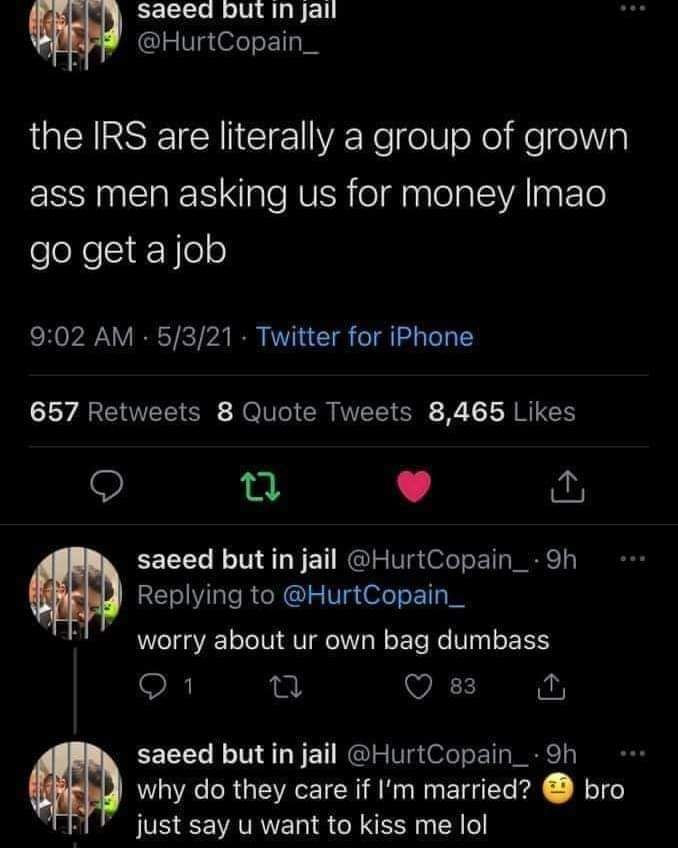 saeed but in jail
@HurtCopain_
the IRS are literally a group of grown
ass men asking us for money lmao
go get a job
9:02 AM · 5/3/21 · Twitter for iPhone
657 Retweets 8 Quote Tweets 8,465 Likes
saeed but in jail @HurtCopain_ · 9h
Replying to @HurtCopain_
worry about ur own bag dumbass
1 83
saeed but in jail @HurtCopain_ · 9h
why do they care if I'm married? 🤨 bro
just say u want to kiss me lol